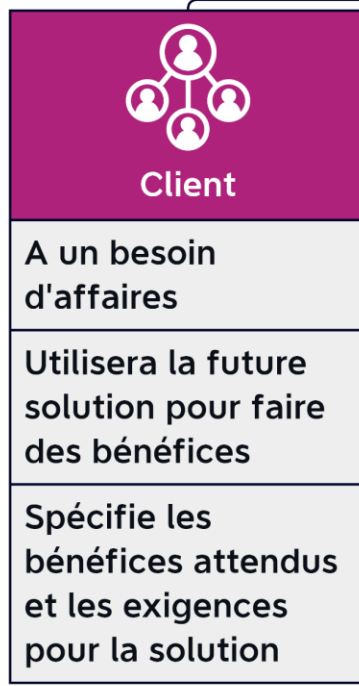 Client
A un besoin
d'affaires
Utilisera la future
solution pour faire
des bénéfices
Spécifie les
bénéfices attendus
et les exigences
pour la solution